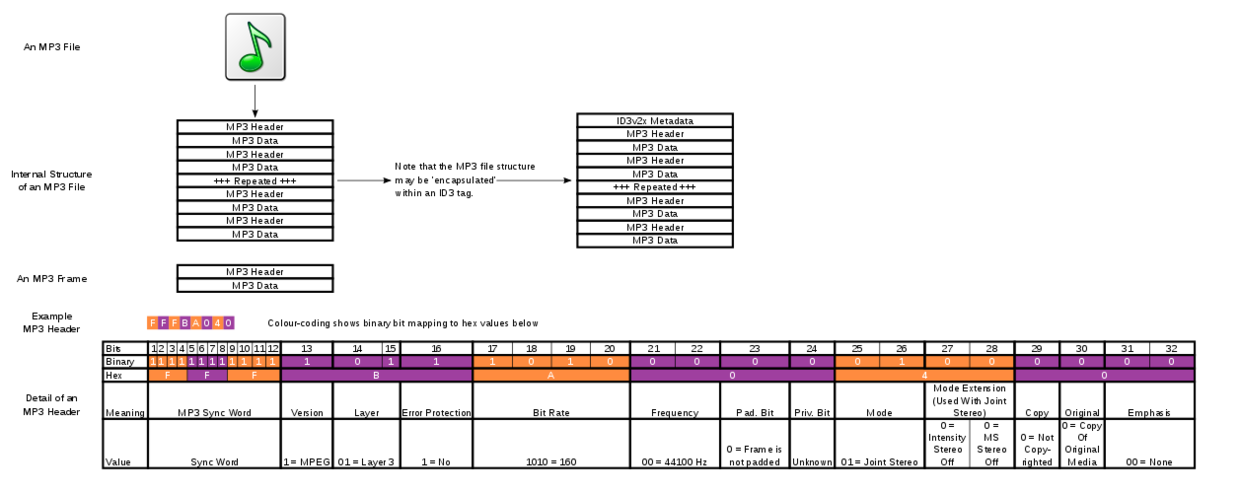 An MP3 File
Internal Structure
of an MP3 File
MP3 Header
MP3 Data
MP3 Header
MP3 Data
+++ Repeated +++
MP3 Header
MP3 Data
MP3 Header
MP3 Data
Note that the MP3 file structure
may be 'encapsulated'
within an ID3 tag.
ID3v2x Metadata
MP3 Header
MP3 Data
MP3 Header
MP3 Data
+++ Repeated +++
MP3 Header
MP3 Data
MP3 Header
MP3 Data
An MP3 Frame
MP3 Header
MP3 Data
Example
MP3 Header
F F F B A 0 4 0
Colour-coding shows binary bit mapping to hex values below
Detail of an
MP3 Header
Bits 1 2 3 4 5 6 7 8 9 10 11 12 13 14 15 16 17 18 19 20 21 22 23 24 25 26 27 28 29 30 31 32
Binary 1 1 1 1 1 1 1 1 1 1 1 1 1 0 1 1 1 0 1 0 0 0 0 0 0 1 0 0 0 0 0 0
Hex F F F B A 0 4 0
Meaning MP3 Sync Word Version Layer Error Protection Bit Rate Frequency Pad. Bit Priv. Bit Mode
Mode Extension
(Used With Joint
Stereo)
Copy Original Emphasis
Value Sync Word 1 = MPEG 01 = Layer 3 1 = No 1010 = 160 00 = 44100 Hz
0 = Frame is
not padded
Unknown 01 = Joint Stereo
0 =
Intensity
Stereo
Off
0 =
MS
Stereo
Off
0 = Not
Copy-
righted
0 = Copy
Of
Original
Media
00 = None